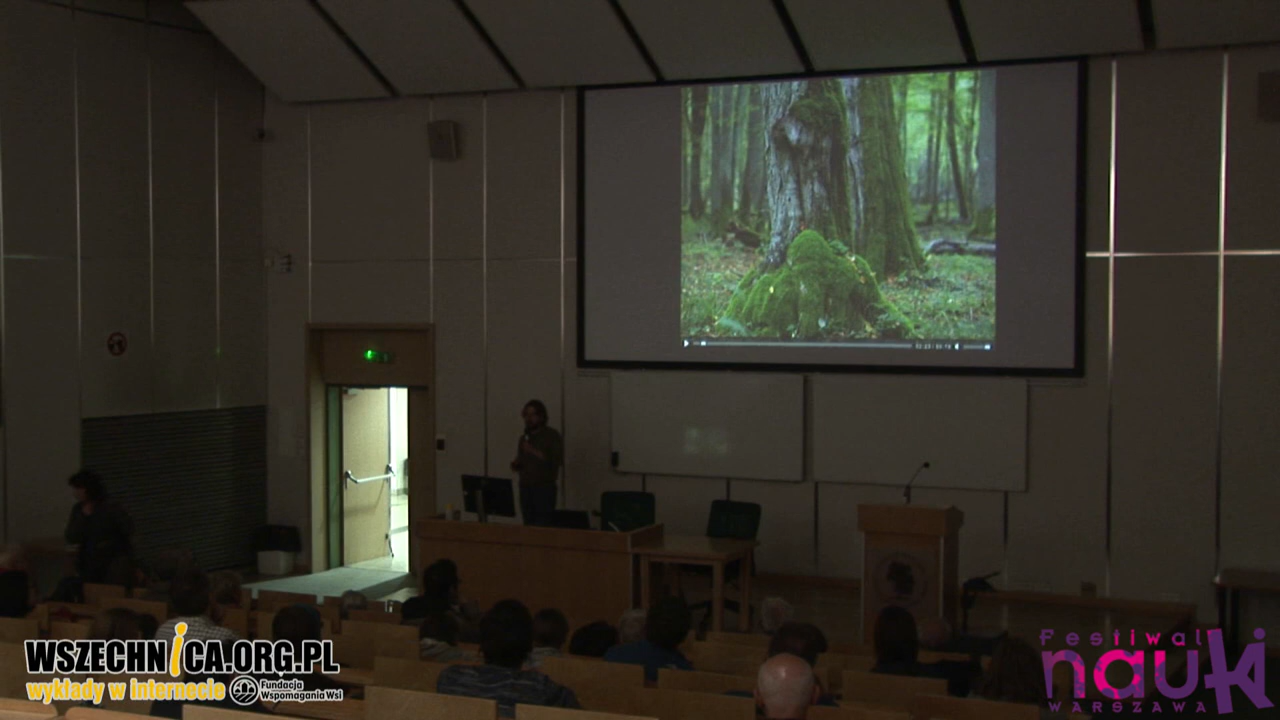 WSZECHNICA.ORG.PL
wykłady w internecie
Fundacja
Wspomagania Wsi
Festiwal
nauki
WARSZAWA